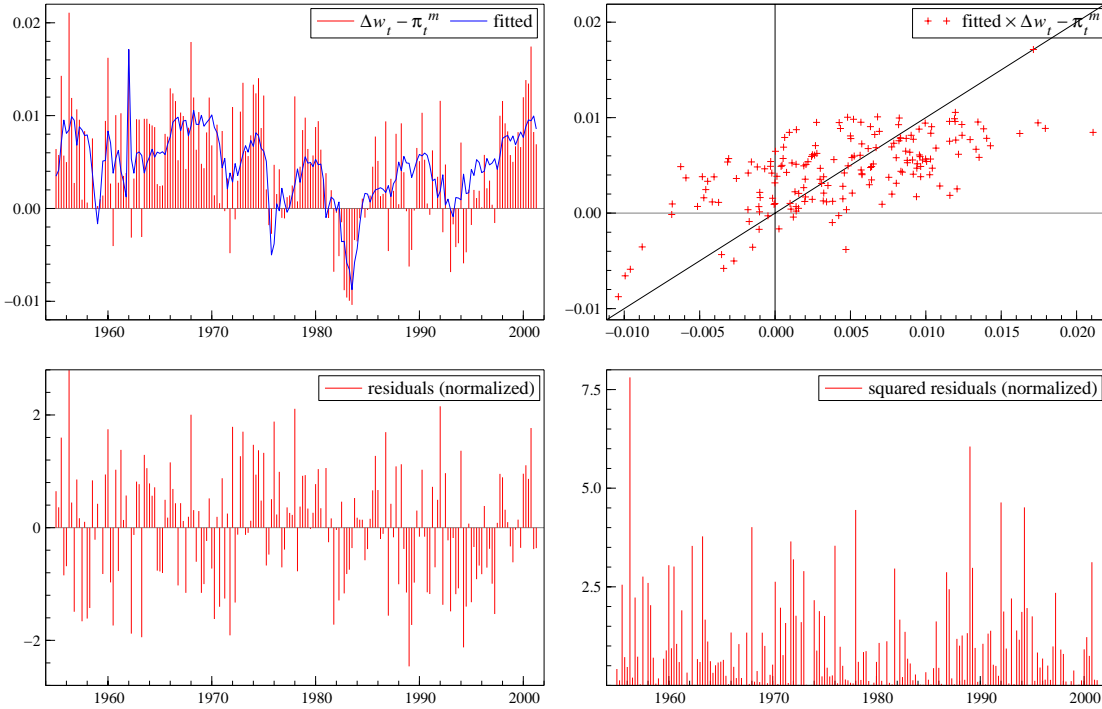 0.02
Δw_t − π_t^m fitted
0.01
0.00
−0.01
1960 1970 1980 1990 2000
0.02
fitted × Δw_t − π_t^m
0.01
0.00
−0.01
−0.010 −0.005 0.000 0.005 0.010 0.015 0.020
residuals (normalized)
2
0
−2
1960 1970 1980 1990 2000
7.5
squared residuals (normalized)
5.0
2.5
1960 1970 1980 1990 2000